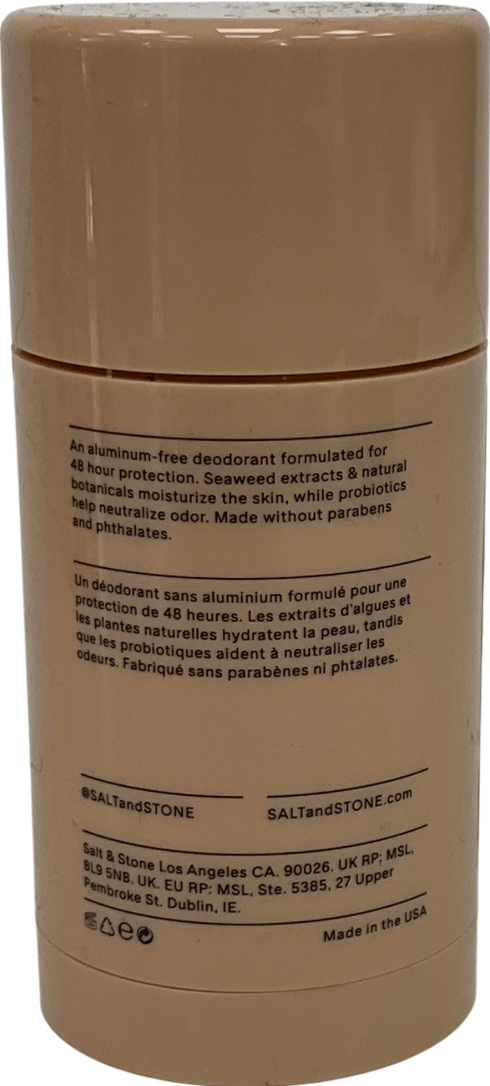 An aluminum-free deodorant formulated for
48 hour protection. Seaweed extracts & natural
botanicals moisturize the skin, while probiotics
help neutralize odor. Made without parabens
and phthalates.
Un déodorant sans aluminium formulé pour une
protection de 48 heures. Les extraits d'algues et
les plantes naturelles hydratent la peau, tandis
que les probiotiques aident à neutraliser les
odeurs. Fabriqué sans parabènes ni phtalates.
@SALTandSTONE
SALTandSTONE.com
Salt & Stone Los Angeles CA. 90026. UK RP; MSL,
BL9 5NB. UK. EU RP: MSL, Ste. 5385, 27 Upper
Pembroke St. Dublin, IE.
Made in the USA